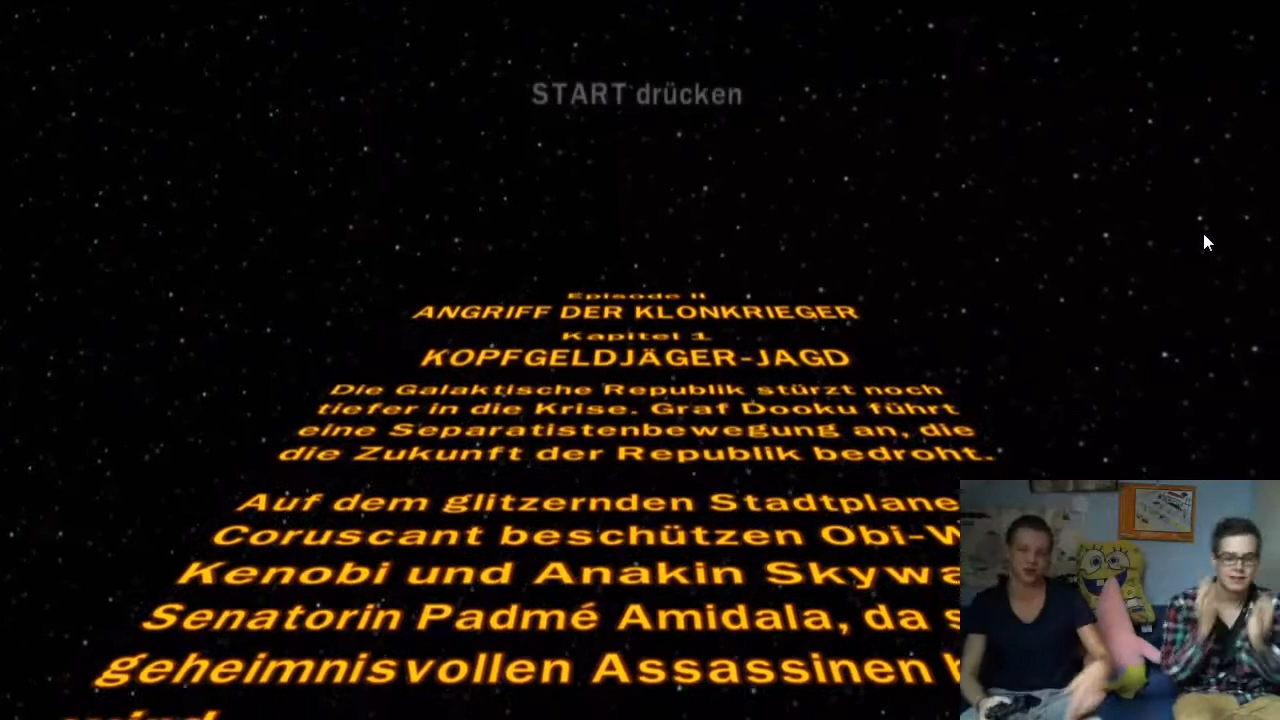 START drücken
Episode II
ANGRIFF DER KLONKRIEGER
Kapitel 1
KOPFGELDJÄGER-JAGD
Die Galaktische Republik stürzt noch
tiefer in die Krise. Graf Dooku führt
eine Separatistenbewegung an, die
die Zukunft der Republik bedroht.
Auf dem glitzernden Stadtplane
Coruscant beschützen Obi-W
Kenobi und Anakin Skywa
Senatorin Padmé Amidala, da s
geheimnisvollen Assassinen
wird